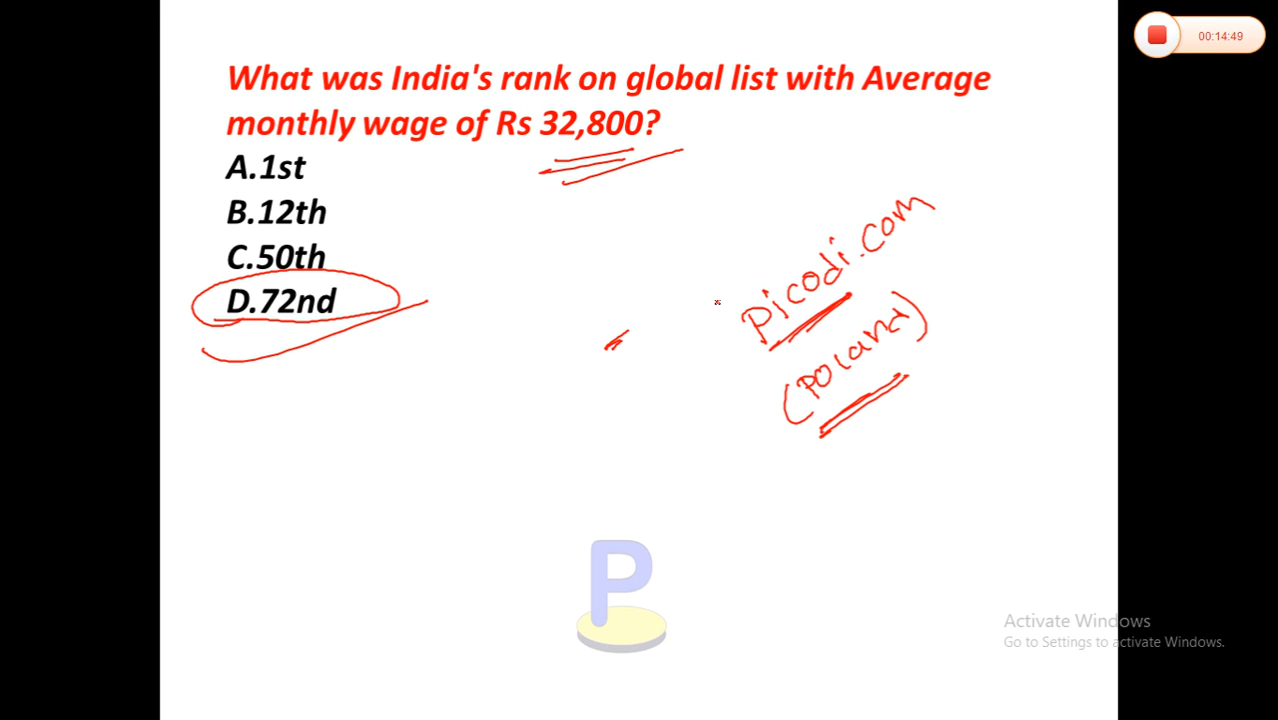 00:14:49
What was India's rank on global list with Average
monthly wage of Rs 32,800?
A.1st
B.12th
C.50th
D.72nd
Picodi.com
(Poland)
P
Activate Windows
Go to Settings to activate Windows.